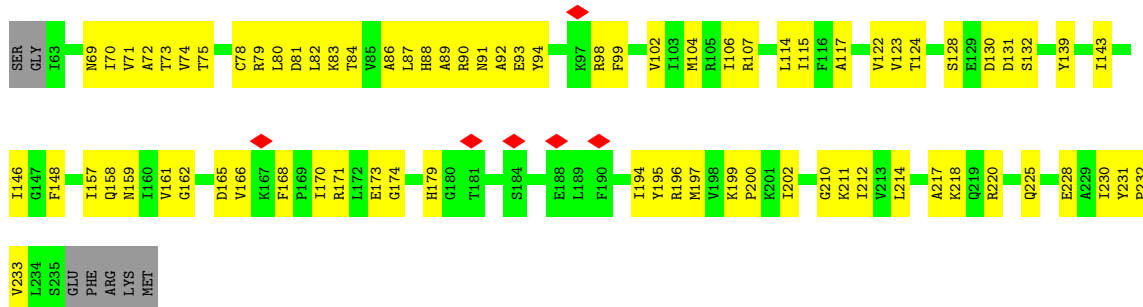 SER GLY I63 N69 I70 V71 A72 T73 V74 T75 C78 R79 L80 D81 L82 K83 T84 V85 A86 L87 H88 A89 R90 N91 A92 E93 Y94 K97 R98 F99 V102 I103 M104 R105 I106 R107 L114 I115 F116 A117 V122 V123 T124 S128 E129 D130 D131 S132 Y139 I143
I146 G147 F148 I157 Q158 N159 I160 V161 G162 D165 V166 K167 F168 P169 I170 R171 L172 E173 G174 H179 G180 T181 S184 E188 L189 F190 I194 Y195 R196 M197 V198 K199 P200 K201 I202 G210 K211 I212 V213 L214 A217 K218 Q219 R220 Q225 E228 A229 I230 Y231 P232
V233 L234 S235 GLU PHE ARG LYS MET